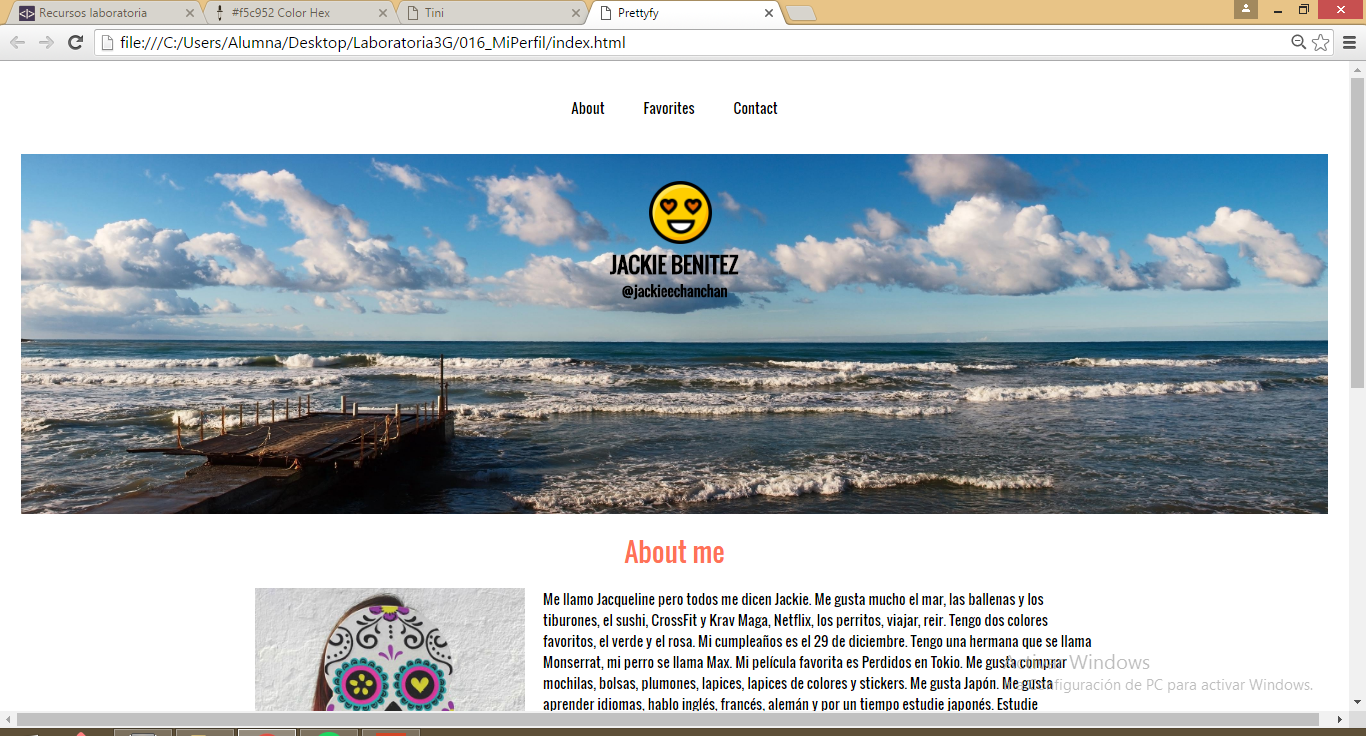 Recursos laboratoria
#f5c952 Color Hex
Tini
Prettyfy
file:///C:/Users/Alumna/Desktop/Laboratoria3G/016_MiPerfil/index.html
About Favorites Contact
JACKIE BENITEZ
@jackieechanchan
About me
Me llamo Jacqueline pero todos me dicen Jackie. Me gusta mucho el mar, las ballenas y los
tiburones, el sushi, CrossFit y Krav Maga, Netflix, los perritos, viajar, reir. Tengo dos colores
favoritos, el verde y el rosa. Mi cumpleaños es el 29 de diciembre. Tengo una hermana que se llama
Monserrat, mi perro se llama Max. Mi película favorita es Perdidos en Tokio. Me gusta comprar
mochilas, bolsas, plumones, lapices, lapices de colores y stickers. Me gusta Japón. Me gusta
aprender idiomas, hablo inglés, francés, alemán y por un tiempo estudie japonés. Estudie
Activar Windows
Ir a Configuración de PC para activar Windows.